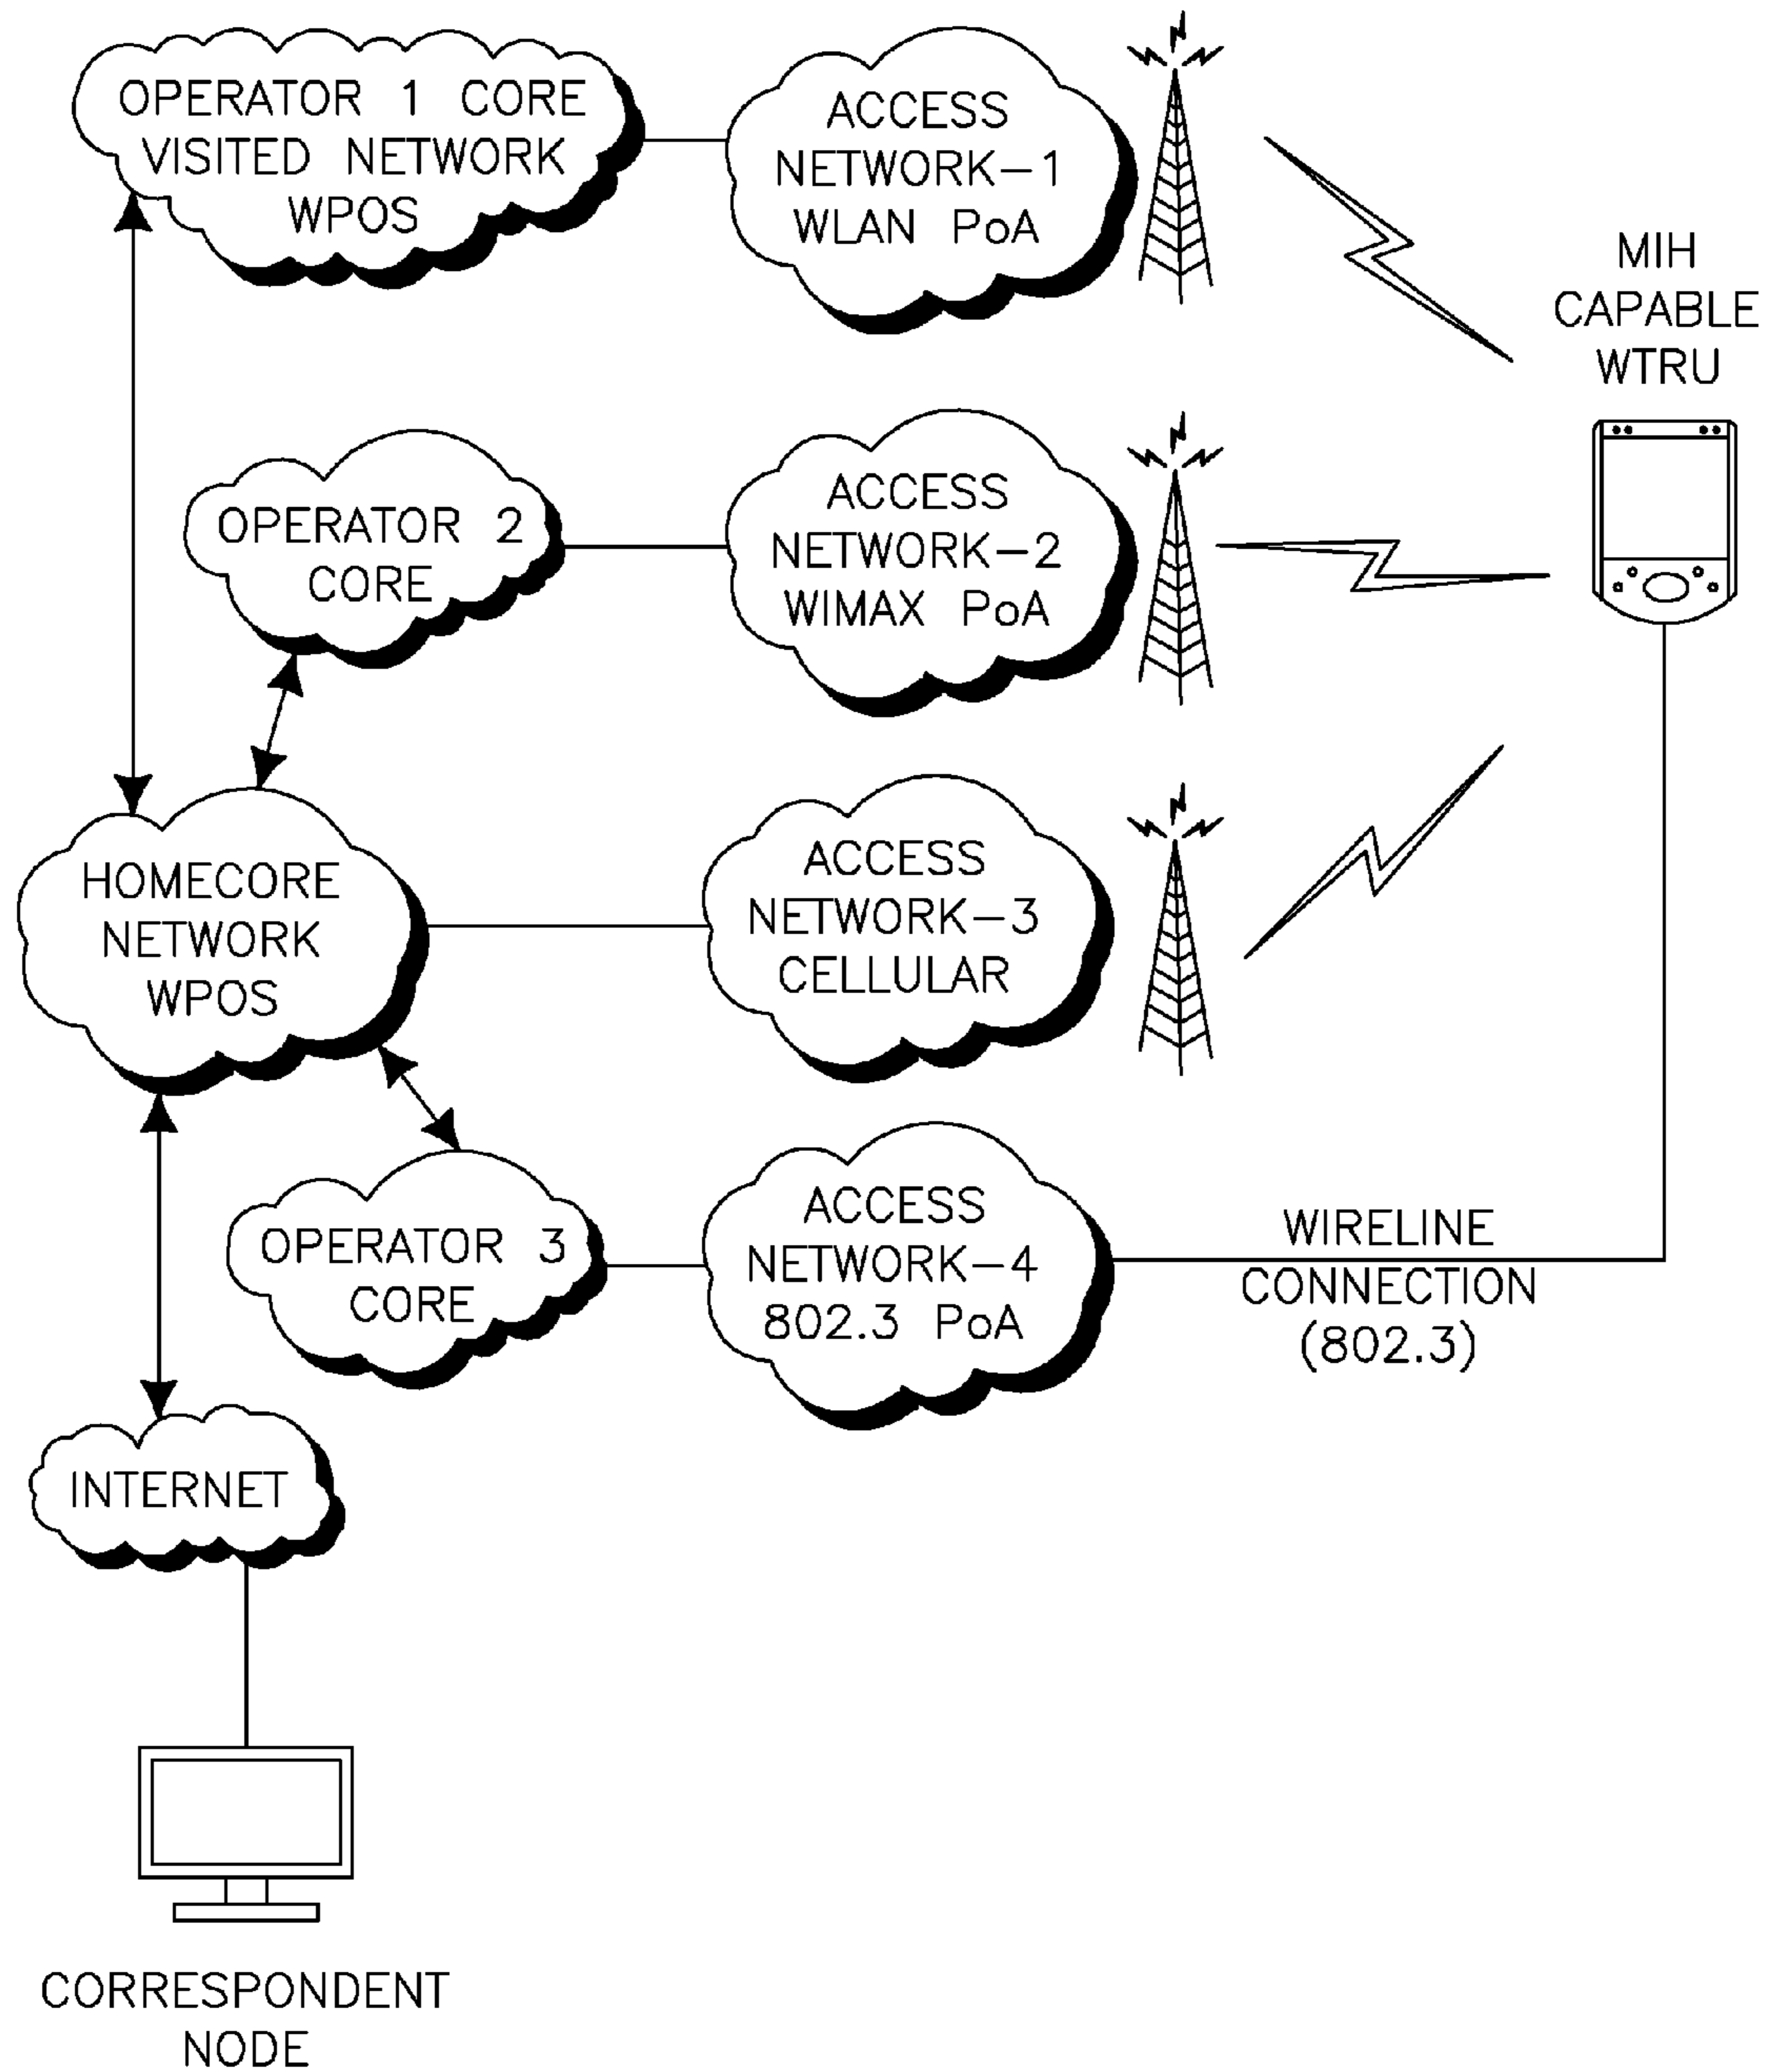 OPERATOR 1 CORE
VISITED NETWORK
WPOS
ACCESS
NETWORK-1
WLAN PoA
MIH
CAPABLE
WTRU
OPERATOR 2
CORE
ACCESS
NETWORK-2
WIMAX PoA
HOMECORE
NETWORK
WPOS
ACCESS
NETWORK-3
CELLULAR
OPERATOR 3
CORE
ACCESS
NETWORK-4
802.3 PoA
WIRELINE
CONNECTION
(802.3)
INTERNET
CORRESPONDENT
NODE